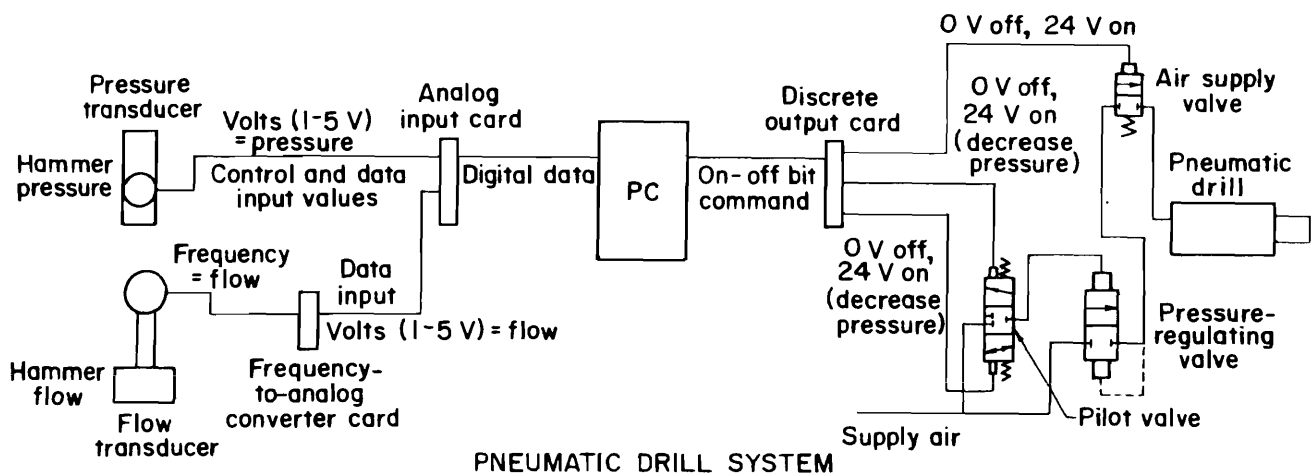 0 V off, 24 V on
Pressure
transducer
Volts (1-5 V)
= pressure
Hammer
pressure
Control and data
input values
Analog
input card
Digital data
PC
On-off bit
command
Discrete
output card
0 V off,
24 V on
(decrease
pressure)
Air supply
valve
Pneumatic
drill
Frequency
= flow
Data
input
Volts (1-5 V) = flow
0 V off,
24 V on
(decrease
pressure)
Pressure-
regulating
valve
Hammer
flow
Flow
transducer
Frequency-
to-analog
converter card
Pilot valve
Supply air
PNEUMATIC DRILL SYSTEM